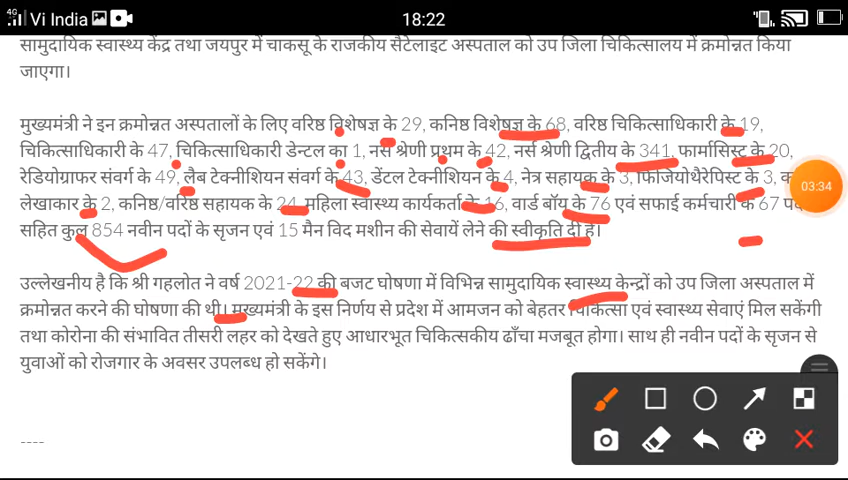 4G Vi India 18:22
सामुदायिक स्वास्थ्य केंद्र तथा जयपुर में चाकसू के राजकीय सैटेलाइट अस्पताल को उप जिला चिकित्सालय में क्रमोन्नत किया
जाएगा।
मुख्यमंत्री ने इन क्रमोन्नत अस्पतालों के लिए वरिष्ठ विशेषज्ञ के 29, कनिष्ठ विशेषज्ञ के 68, वरिष्ठ चिकित्साधिकारी के 19,
चिकित्साधिकारी के 47, चिकित्साधिकारी डेन्टल का 1, नर्स श्रेणी प्रथम के 42, नर्स श्रेणी द्वितीय के 341, फार्मासिस्ट के 20,
रेडियोग्राफर संवर्ग के 49, लैब टेक्नीशियन संवर्ग के 43, डेंटल टेक्नीशियन के 4, नेत्र सहायक के 3, फिजियोथैरेपिस्ट के 3,
लेखाकार के 2, कनिष्ठ/वरिष्ठ सहायक के 24, महिला स्वास्थ्य कार्यकर्ता के 16, वार्ड बॉय के 76 एवं सफाई कर्मचारी के 67
सहित कुल 854 नवीन पदों के सृजन एवं 15 मैन विद मशीन की सेवायें लेने की स्वीकृति दी है।
उल्लेखनीय है कि श्री गहलोत ने वर्ष 2021-22 की बजट घोषणा में विभिन्न सामुदायिक स्वास्थ्य केन्द्रों को उप जिला अस्पताल में
क्रमोन्नत करने की घोषणा की थी। मुख्यमंत्री के इस निर्णय से प्रदेश में आमजन को बेहतर चिकित्सा एवं स्वास्थ्य सेवाएं मिल सकेंगी
तथा कोरोना की संभावित तीसरी लहर को देखते हुए आधारभूत चिकित्सकीय ढाँचा मजबूत होगा। साथ ही नवीन पदों के सृजन से
युवाओं को रोजगार के अवसर उपलब्ध हो सकेंगे।
----
03:34